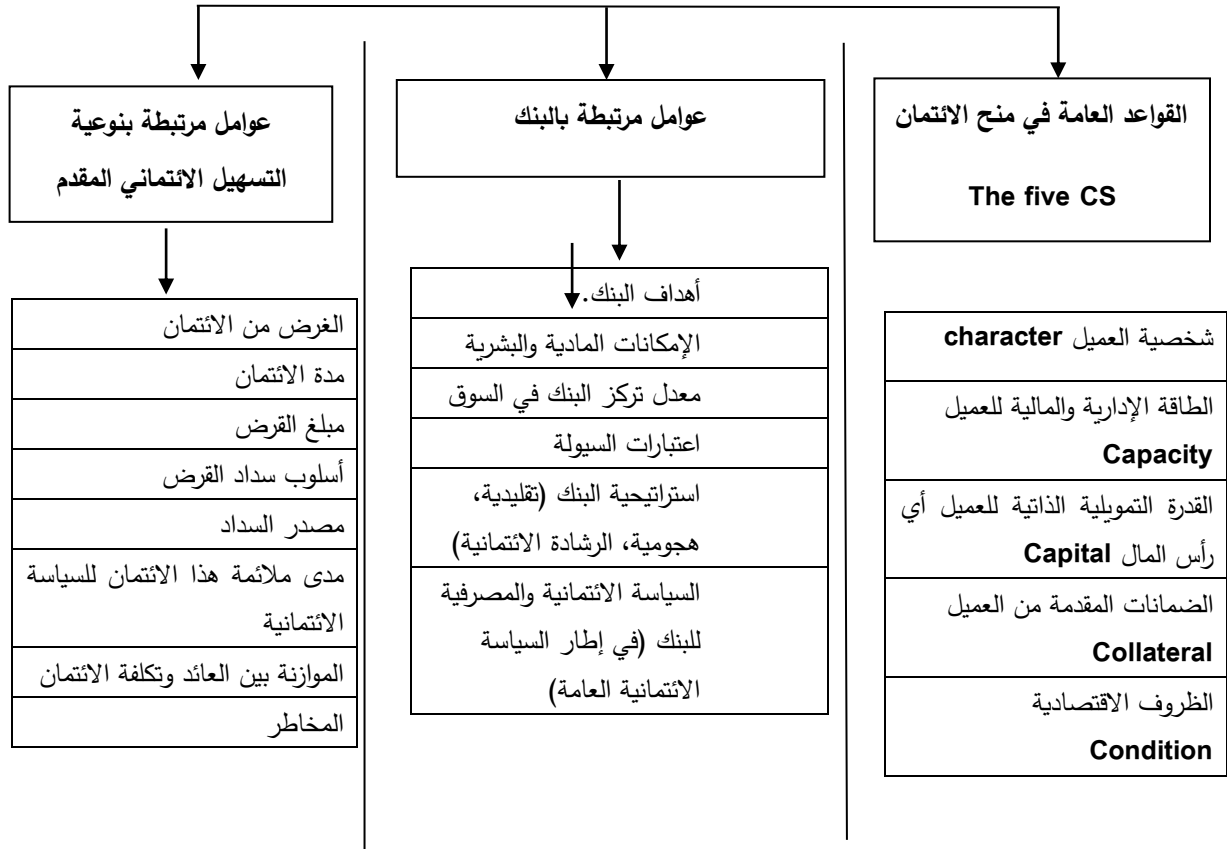 القواعد العامة في منح الائتمان
The five CS
شخصية العميل character
الطاقة الإدارية والمالية للعميل
Capacity
القدرة التمويلية الذاتية للعميل أي
رأس المال Capital
الضمانات المقدمة من العميل
Collateral
الظروف الاقتصادية
Condition
عوامل مرتبطة بالبنك
أهداف البنك.
الإمكانات المادية والبشرية
معدل تركز البنك في السوق
اعتبارات السيولة
استراتيحية البنك (تقليدية،
هجومية، الرشادة الائتمانية)
السياسة الائتمانية والمصرفية
للبنك (في إطار السياسة
الائتمانية العامة)
عوامل مرتبطة بنوعية
التسهيل الائتماني المقدم
الغرض من الائتمان
مدة الائتمان
مبلغ القرض
أسلوب سداد القرض
مصدر السداد
مدى ملائمة هذا الائتمان للسياسة
الائتمانية
الموازنة بين العائد وتكلفة الائتمان
المخاطر